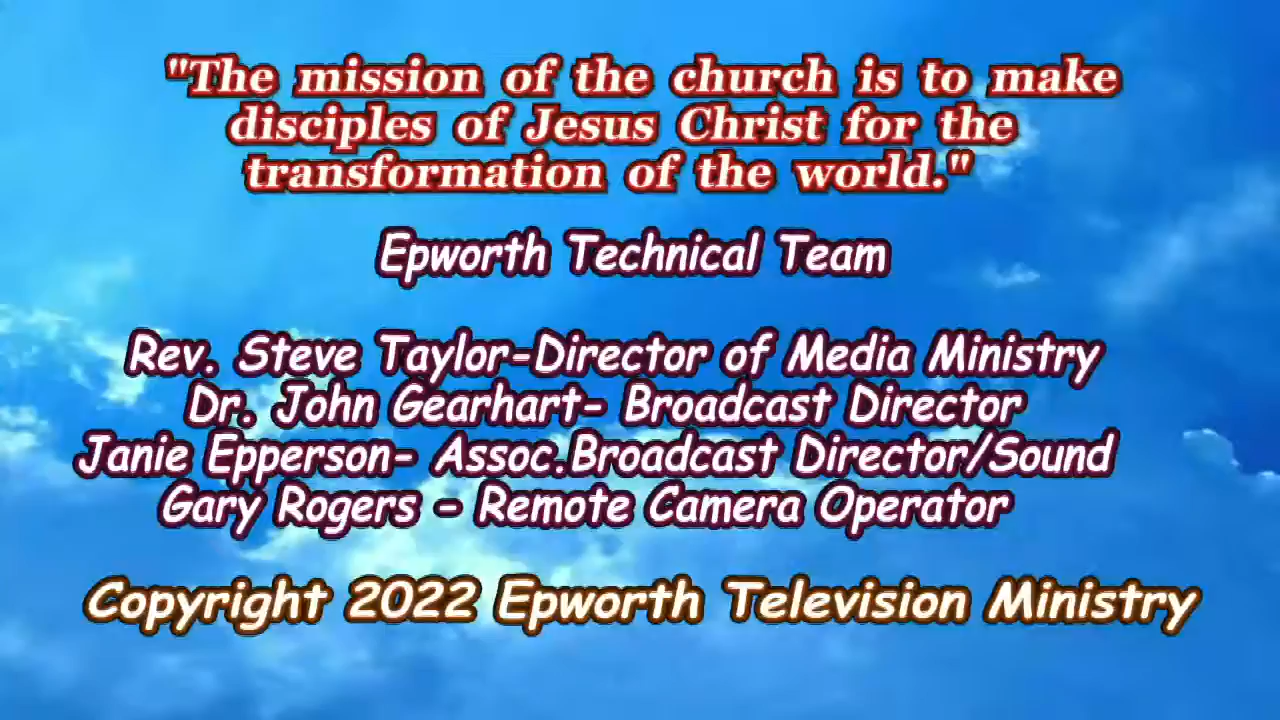 "The mission of the church is to make
disciples of Jesus Christ for the
transformation of the world."
Epworth Technical Team
Rev. Steve Taylor-Director of Media Ministry
Dr. John Gearhart- Broadcast Director
Janie Epperson- Assoc.Broadcast Director/Sound
Gary Rogers - Remote Camera Operator
Copyright 2022 Epworth Television Ministry